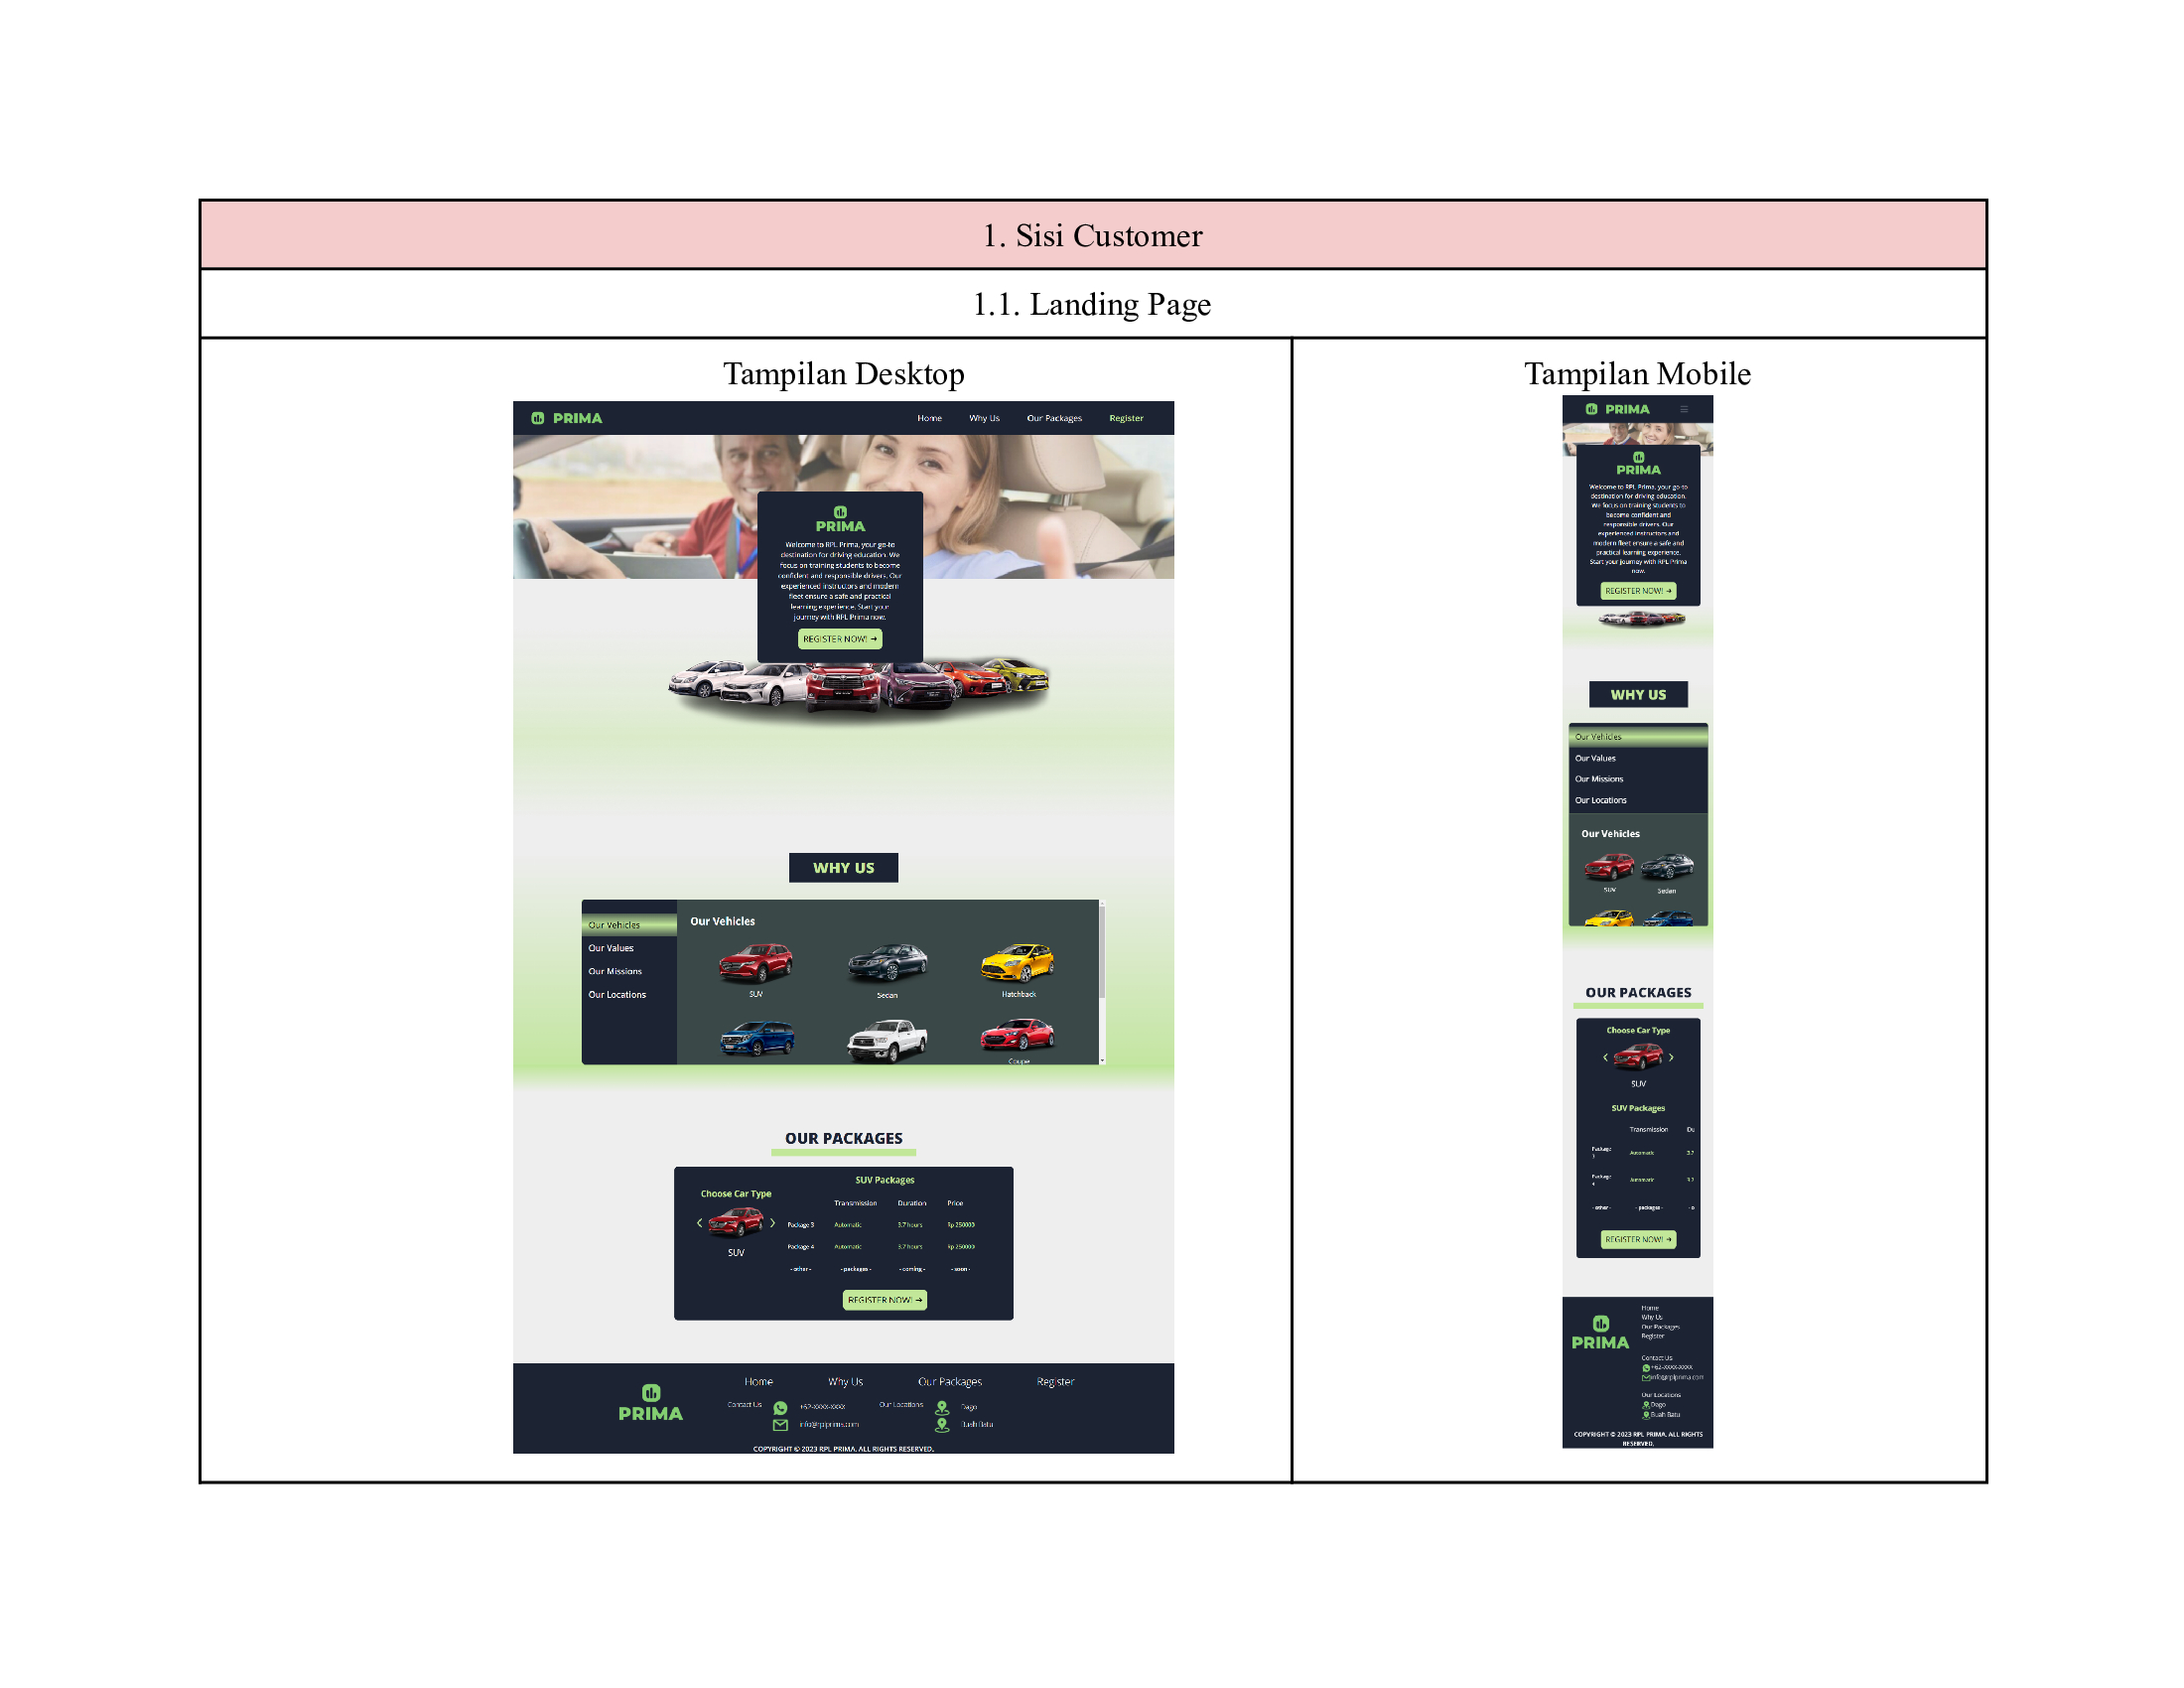 1. Sisi Customer
1.1. Landing Page
Tampilan Desktop
PRIMA
Home
Why Us
Our Packages
Register
PRIMA
Welcome to RPL Prima, your go-to
destination for driving education. We
focus on training students to become
confident and responsible drivers. Our
experienced instructors and modern
fleet ensure a safe and practical
learning experience. Start your
journey with RPL Prima now.
REGISTER NOW! →
WHY US
Our Vehicles
Our Values
Our Missions
Our Locations
Our Vehicles
SUV
Sedan
Hatchback
Coupe
OUR PACKAGES
Choose Car Type
SUV
SUV Packages
Transmission Duration Price
Package 3 Automatic 3.7 hours Rp 250000
Package 4 Automatic 3.7 hours Rp 250000
- other - - packages - - coming - - soon -
REGISTER NOW! →
PRIMA
Home Why Us Our Packages Register
Contact Us
+62-XXXX-XXXX
info@rplprima.com
Our Locations
Dago
Buah Batu
COPYRIGHT © 2023 RPL PRIMA. ALL RIGHTS RESERVED.
Tampilan Mobile
PRIMA
PRIMA
Welcome to RPL Prima, your go-to
destination for driving education.
We focus on training students to
become confident and
responsible drivers. Our
experienced instructors and
modern fleet ensure a safe and
practical learning experience.
Start your journey with RPL Prima
now.
REGISTER NOW! →
WHY US
Our Vehicles
Our Values
Our Missions
Our Locations
Our Vehicles
SUV
Sedan
OUR PACKAGES
Choose Car Type
SUV
SUV Packages
Transmission Du
Package
3
Automatic 3.7
Package
4
Automatic 3.7
- other - - packages - - o
REGISTER NOW! →
PRIMA
Home
Why Us
Our Packages
Register
Contact Us
+62-XXXX-XXXX
info@rplprima.com
Our Locations
Dago
Buah Batu
COPYRIGHT © 2023 RPL PRIMA. ALL RIGHTS
RESERVED.